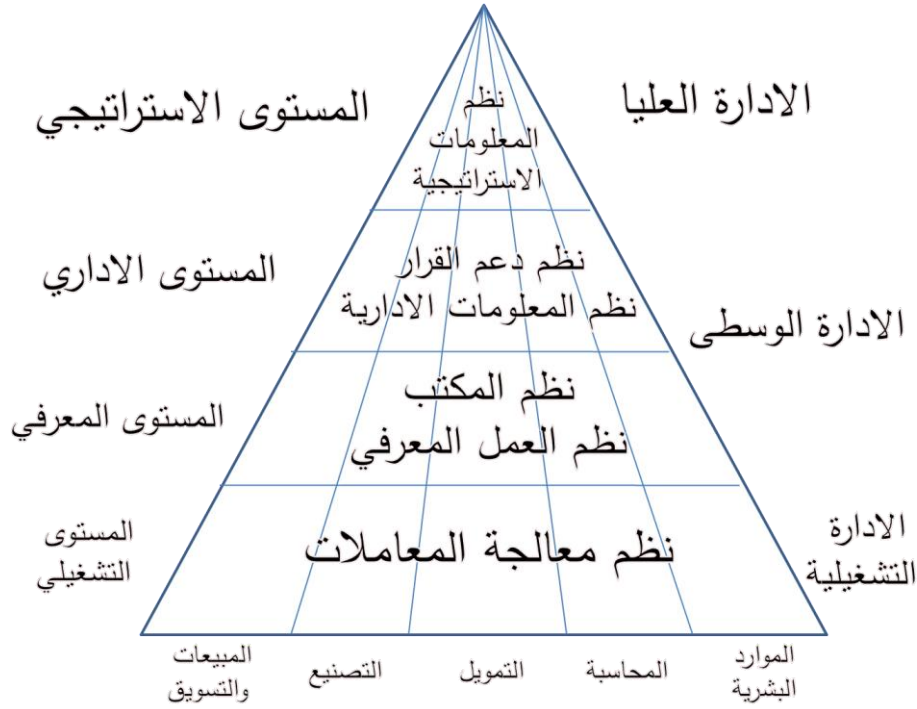 الادارة العليا
نظم
المعلومات
الاستراتيجية
المستوى الاستراتيجي
نظم دعم القرار
نظم المعلومات الادارية
المستوى الاداري
الادارة الوسطى
نظم المكتب
نظم العمل المعرفي
المستوى المعرفي
الادارة
التشغيلية
نظم معالجة المعاملات
المستوى
التشغيلي
الموارد
البشرية
المحاسبة
التمويل
التصنيع
المبيعات
والتسويق